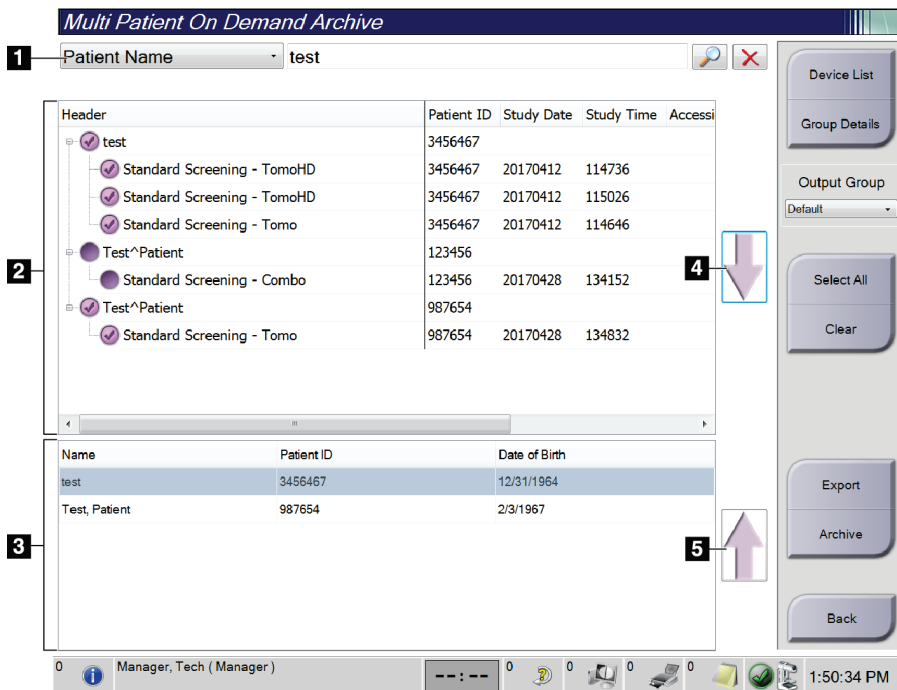 Multi Patient On Demand Archive
1
Patient Name test
Device List
Group Details
Output Group
Default
Select All
Clear
Export
Archive
Back
2
Header Patient ID Study Date Study Time Accessi
test 3456467
Standard Screening - TomoHD 3456467 20170412 114736
Standard Screening - TomoHD 3456467 20170412 115026
Standard Screening - Tomo 3456467 20170412 114646
Test^Patient 123456
Standard Screening - Combo 123456 20170428 134152
Test^Patient 987654
Standard Screening - Tomo 987654 20170428 134832
4
3
Name Patient ID Date of Birth
test 3456467 12/31/1964
Test, Patient 987654 2/3/1967
5
0 Manager, Tech ( Manager ) --:-- 0 0 0 0 1:50:34 PM